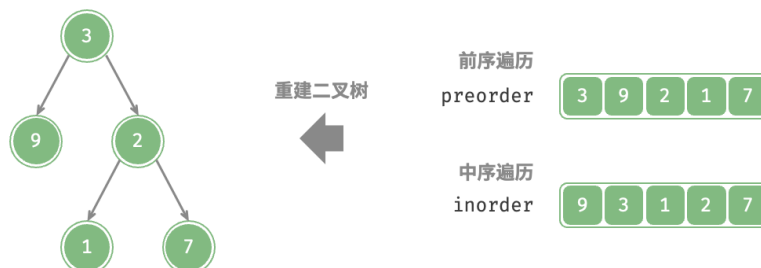 3
前序遍历
重建二叉树
preorder 3 9 2 1 7
9 2
中序遍历
inorder 9 3 1 2 7
1 7